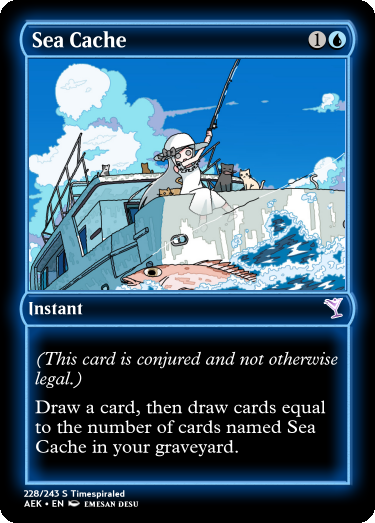 Sea Cache 1
Instant
(This card is conjured and not otherwise
legal.)
Draw a card, then draw cards equal
to the number of cards named Sea
Cache in your graveyard.
228/243 S Timespiraled
AEK • EN EMESAN DESU